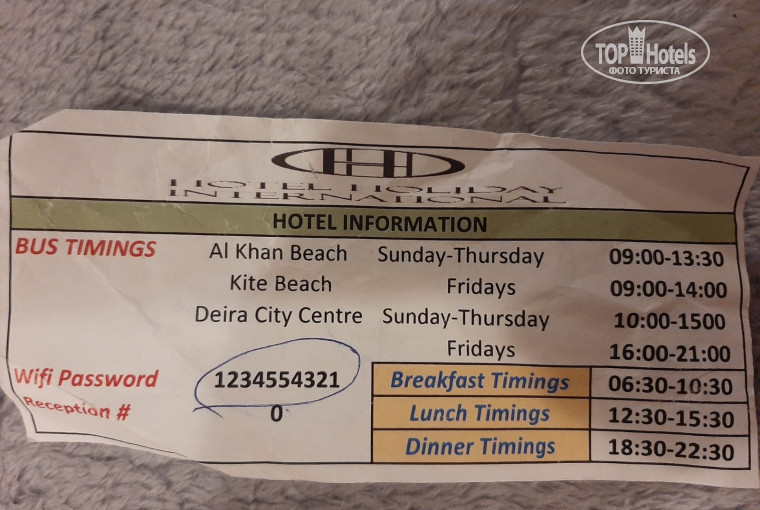 TOP Hotels
ФОТО ТУРИСТА
HOTEL HOLIDAY
INTERNATIONAL
HOTEL INFORMATION
BUS TIMINGS Al Khan Beach Sunday-Thursday 09:00-13:30
Kite Beach Fridays 09:00-14:00
Deira City Centre Sunday-Thursday 10:00-1500
Fridays 16:00-21:00
Wifi Password 1234554321 Breakfast Timings 06:30-10:30
Reception # 0 Lunch Timings 12:30-15:30
Dinner Timings 18:30-22:30